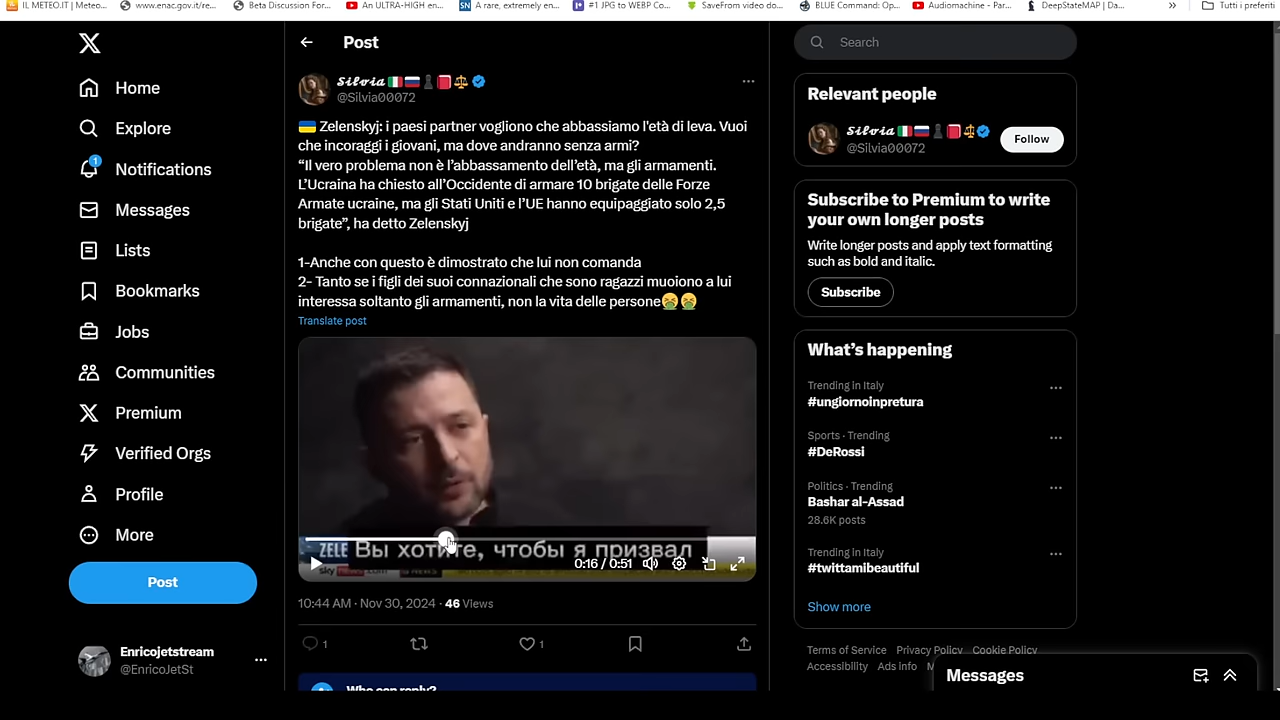 IL METEO.IT | Meteo...
www.enac.gov.it/re...
Beta Discussion For...
An ULTRA-HIGH en...
A rare, extremely en...
#1 JPG to WEBP Co...
SaveFrom video do...
BLUE Command: Op...
Audiomachine - Par...
DeepStateMAP | Da...
Tutti i preferiti
Post
Search
Home
Explore
1
Notifications
Messages
Lists
Bookmarks
Jobs
Communities
Premium
Verified Orgs
Profile
More
Post
Enricojetstream
@EnricoJetSt
𝓢𝓲𝓵𝓿𝓲𝓪 🇮🇹🇷🇺♟️📕⚖️
@Silvia00072
🇺🇦 Zelenskyj: i paesi partner vogliono che abbassiamo l'età di leva. Vuoi
che incoraggi i giovani, ma dove andranno senza armi?
“Il vero problema non è l’abbassamento dell’età, ma gli armamenti.
L’Ucraina ha chiesto all’Occidente di armare 10 brigate delle Forze
Armate ucraine, ma gli Stati Uniti e l’UE hanno equipaggiato solo 2,5
brigate”, ha detto Zelenskyj
1-Anche con questo è dimostrato che lui non comanda
2- Tanto se i figli dei suoi connazionali che sono ragazzi muoiono a lui
interessa soltanto gli armamenti, non la vita delle persone🤮🤮
Translate post
ZELE
Вы хотите, чтобы я призвал
0:16 / 0:51
10:44 AM · Nov 30, 2024 · 46 Views
1
1
Who can reply?
Relevant people
𝓢𝓲𝓵𝓿𝓲𝓪 🇮🇹🇷🇺♟️📕⚖️
@Silvia00072
Follow
Subscribe to Premium to write
your own longer posts
Write longer posts and apply text formatting
such as bold and italic.
Subscribe
What’s happening
Trending in Italy
#ungiornoinpretura
Sports · Trending
#DeRossi
Politics · Trending
Bashar al-Assad
28.6K posts
Trending in Italy
#twittamibeautiful
Show more
Terms of Service Privacy Policy Cookie Policy
Accessibility Ads info
Messages